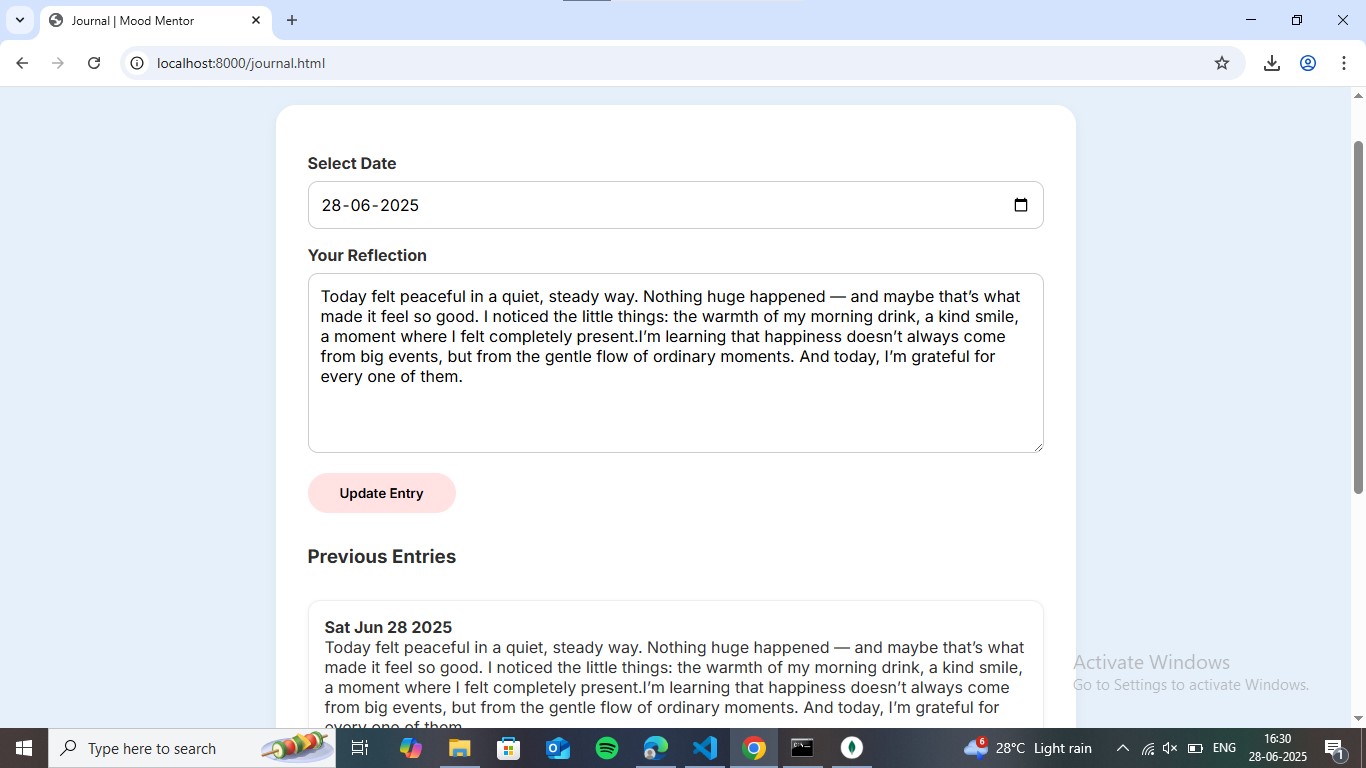 Journal | Mood Mentor
localhost:8000/journal.html
Select Date
28-06-2025
Your Reflection
Today felt peaceful in a quiet, steady way. Nothing huge happened — and maybe that’s what
made it feel so good. I noticed the little things: the warmth of my morning drink, a kind smile,
a moment where I felt completely present.I’m learning that happiness doesn’t always come
from big events, but from the gentle flow of ordinary moments. And today, I’m grateful for
every one of them.
Update Entry
Previous Entries
Sat Jun 28 2025
Today felt peaceful in a quiet, steady way. Nothing huge happened — and maybe that’s what
made it feel so good. I noticed the little things: the warmth of my morning drink, a kind smile,
a moment where I felt completely present.I’m learning that happiness doesn’t always come
from big events, but from the gentle flow of ordinary moments. And today, I’m grateful for
every one of them.
Activate Windows
Go to Settings to activate Windows.
Type here to search
6
28°C Light rain
ENG
16:30
28-06-2025
1